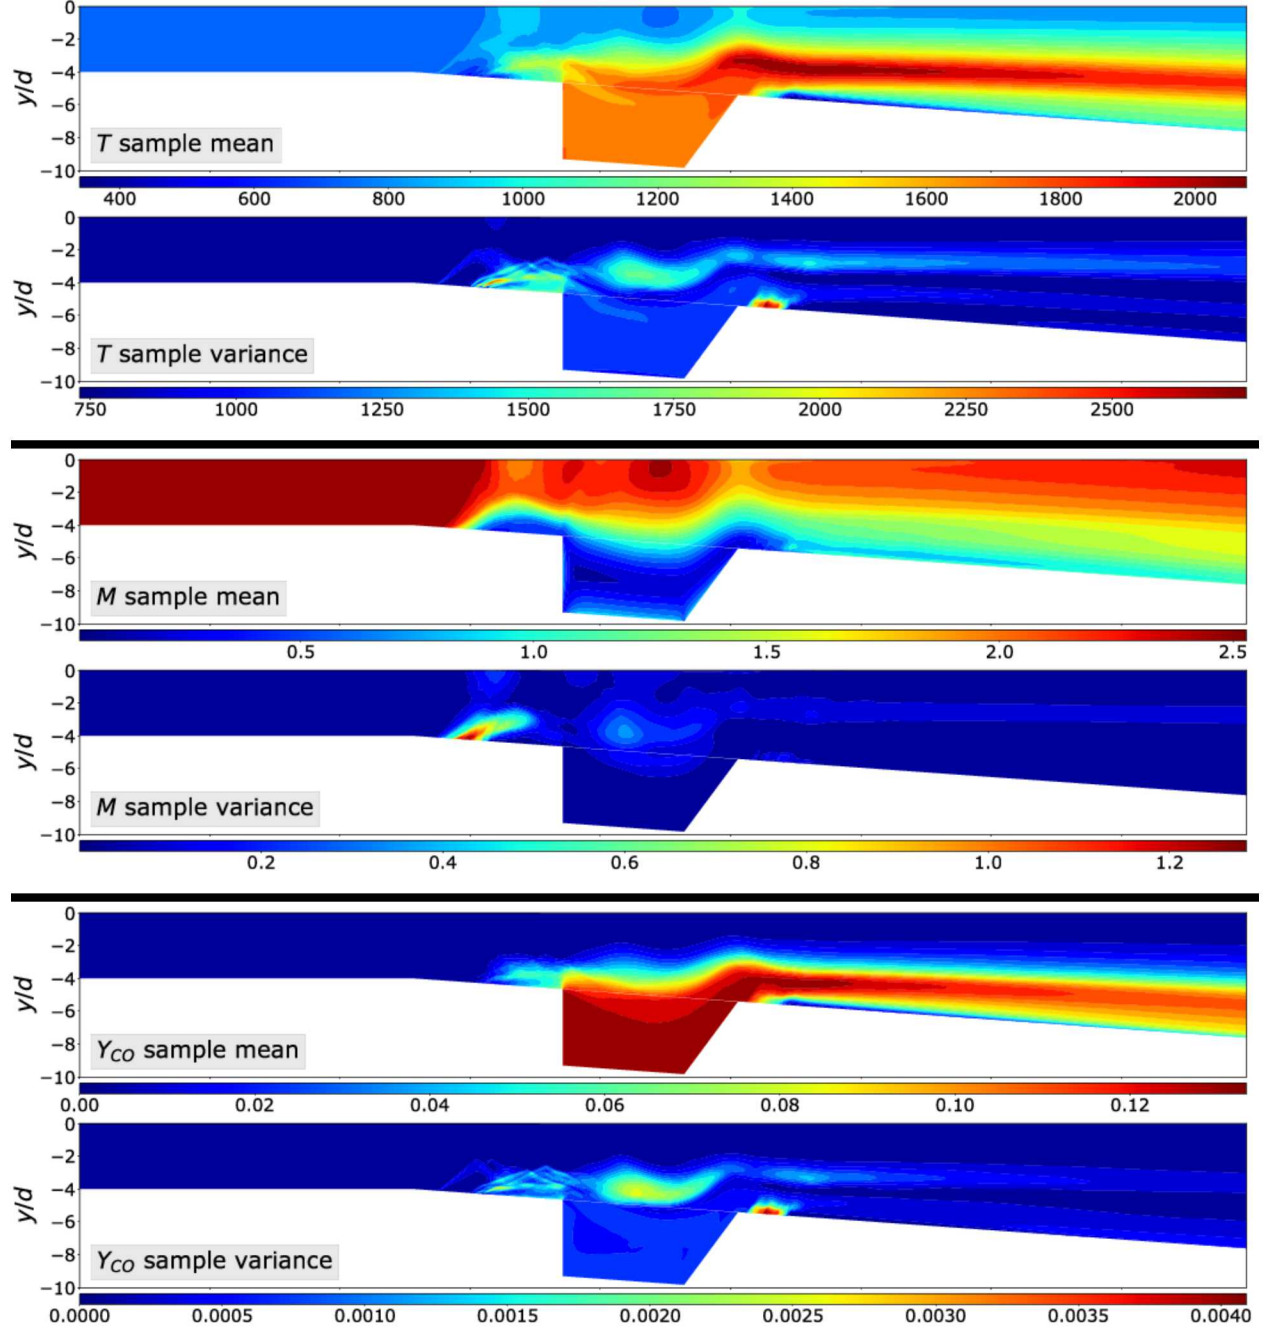 0
−2
−4
−6
−8
−10
y/d
T sample mean
400 600 800 1000 1200 1400 1600 1800 2000
0
−2
−4
−6
−8
−10
y/d
T sample variance
750 1000 1250 1500 1750 2000 2250 2500
0
−2
−4
−6
−8
−10
y/d
M sample mean
0.5 1.0 1.5 2.0 2.5
0
−2
−4
−6
−8
−10
y/d
M sample variance
0.2 0.4 0.6 0.8 1.0 1.2
0
−2
−4
−6
−8
−10
y/d
Y_CO sample mean
0.00 0.02 0.04 0.06 0.08 0.10 0.12
0
−2
−4
−6
−8
−10
y/d
Y_CO sample variance
0.0000 0.0005 0.0010 0.0015 0.0020 0.0025 0.0030 0.0035 0.0040